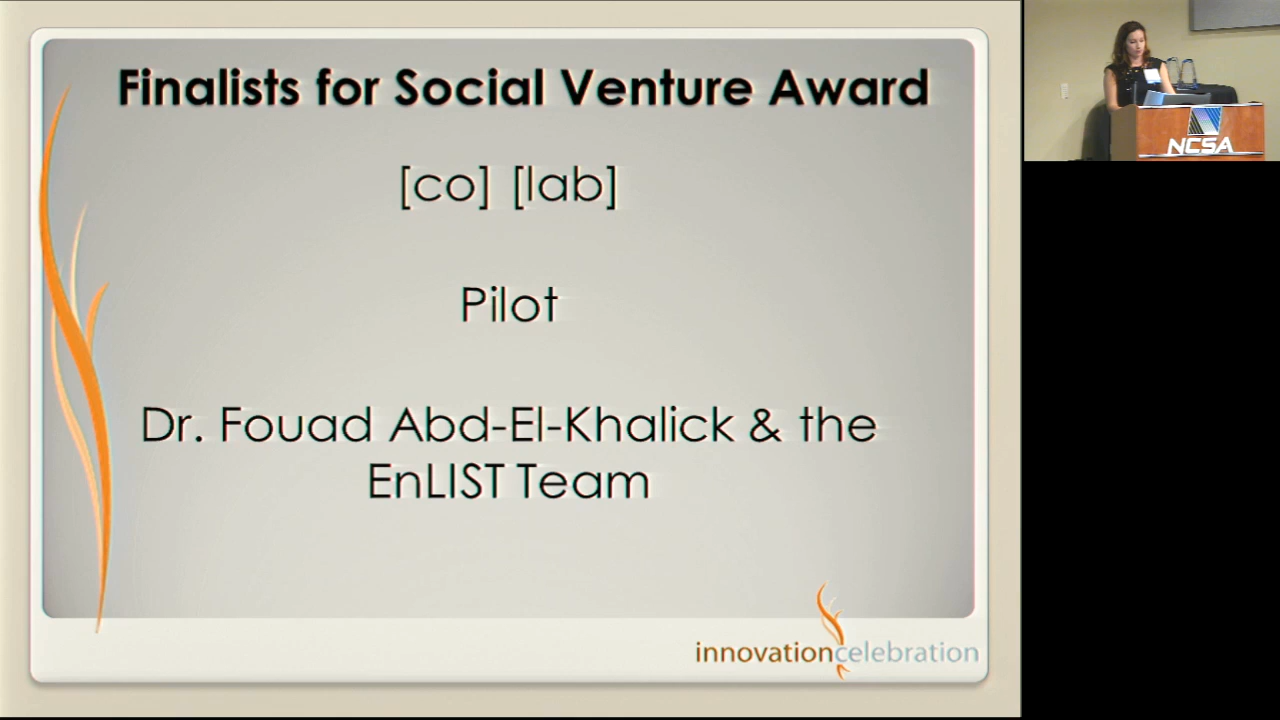 Finalists for Social Venture Award
[co] [lab]
Pilot
Dr. Fouad Abd-El-Khalick & the
EnLIST Team
innovationcelebration
NCSA